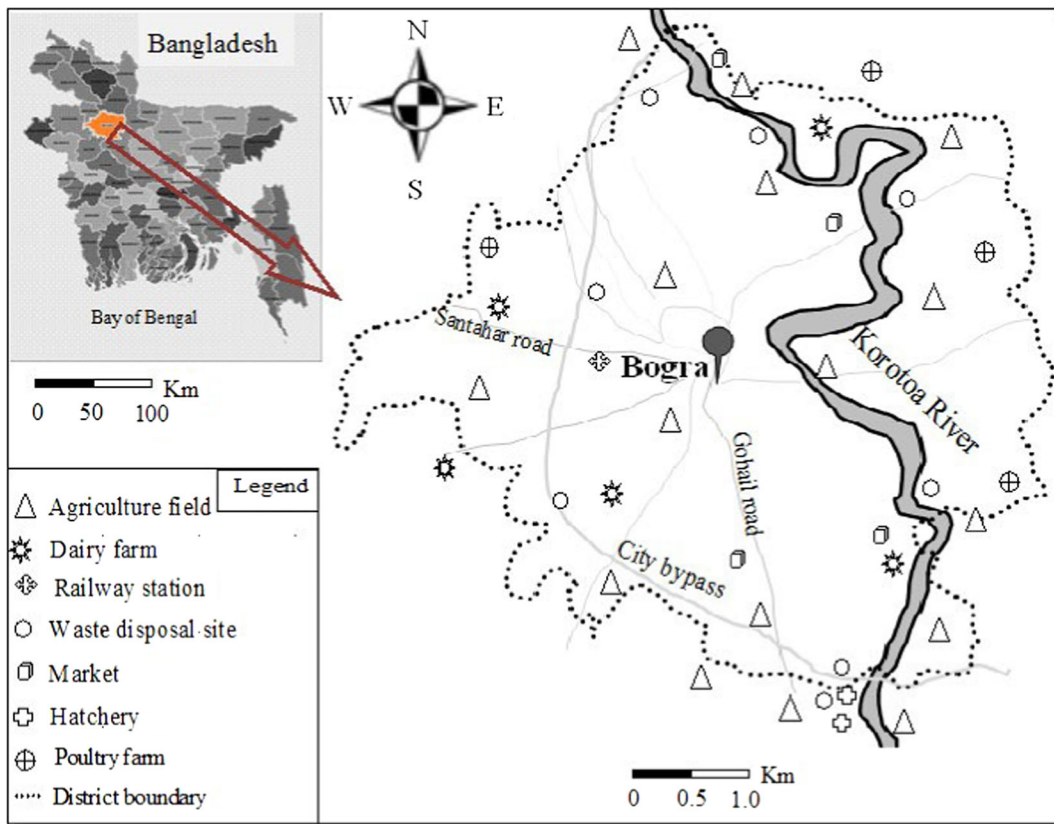 Bangladesh
Bay of Bengal
Km
0 50 100
N
W E
S
Santahar road
Bogra
Korotoa River
Gohail road
City bypass
Km
0 0.5 1.0
Legend
Agriculture field
Dairy farm
Railway station
Waste disposal site
Market
Hatchery
Poultry farm
District boundary